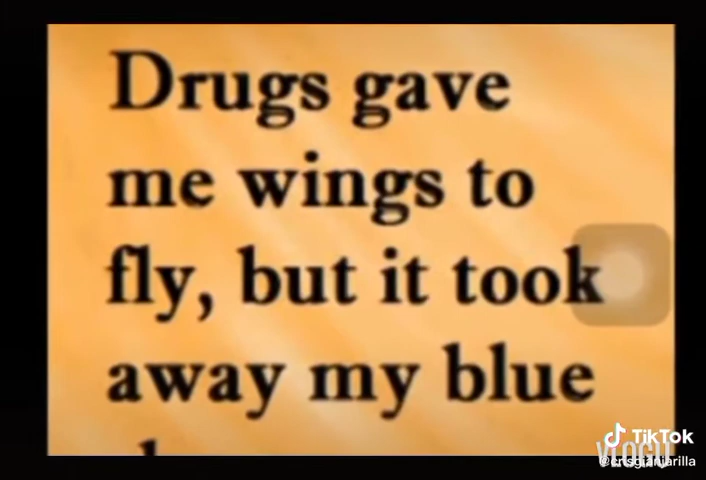 Drugs gave
me wings to
fly, but it took
away my blue
TikTok